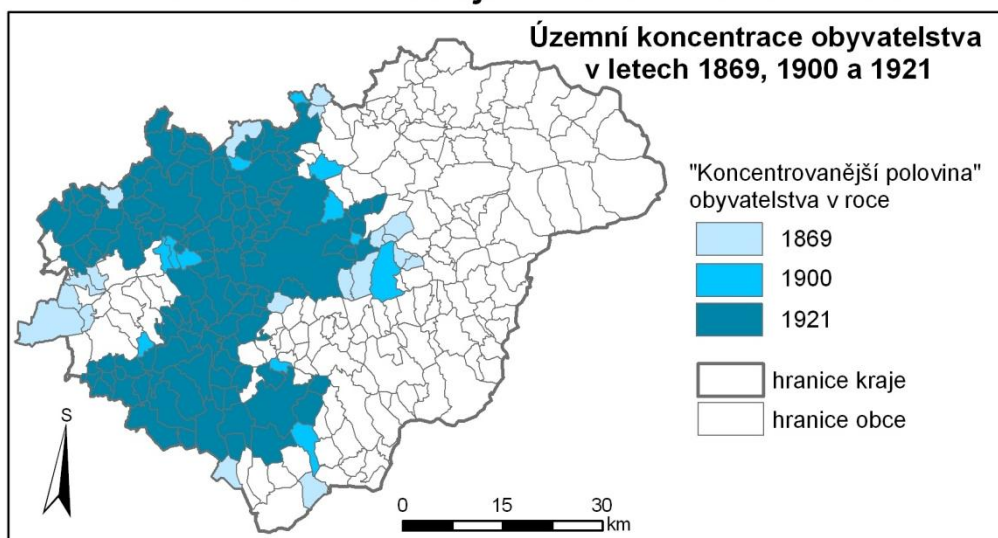 Územní koncentrace obyvatelstva
v letech 1869, 1900 a 1921
"Koncentrovanější polovina"
obyvatelstva v roce
1869
1900
1921
hranice kraje
hranice obce
S
0 15 30
km